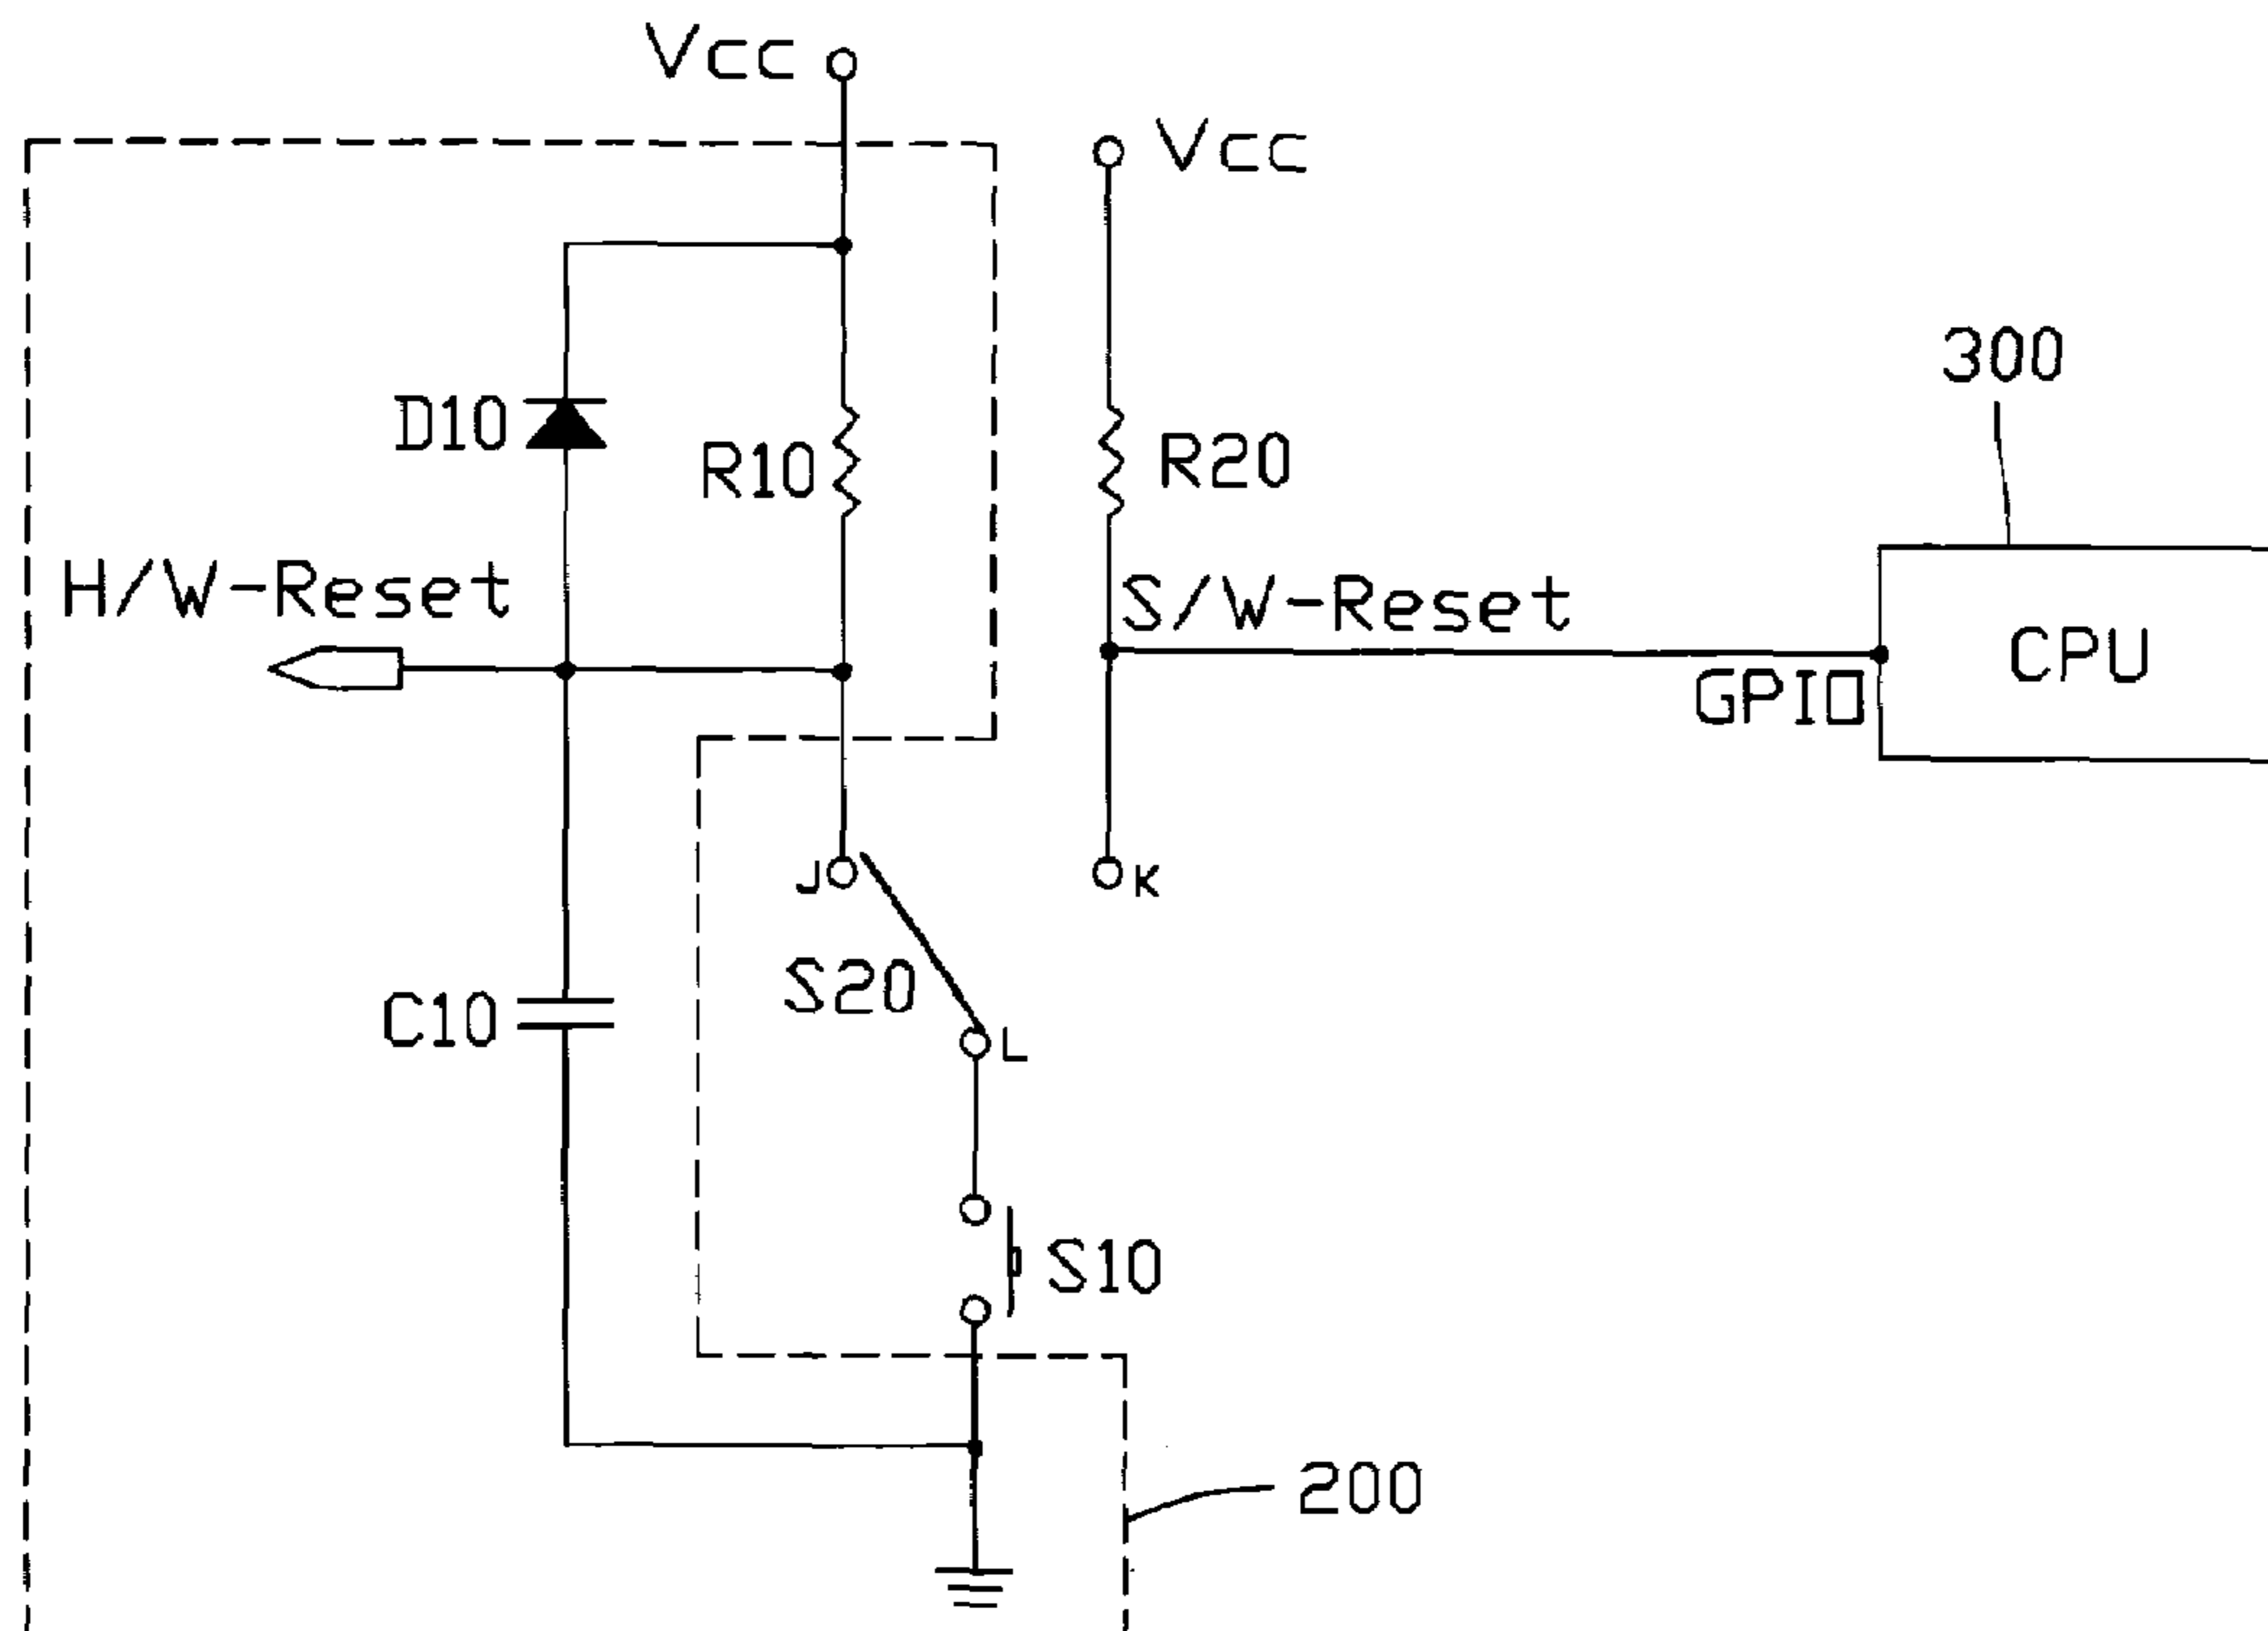 Vcc
Vcc
300
D10
R10
R20
H/W-Reset
S/W-Reset
CPU
GPIO
J
K
S20
C10
L
S10
200